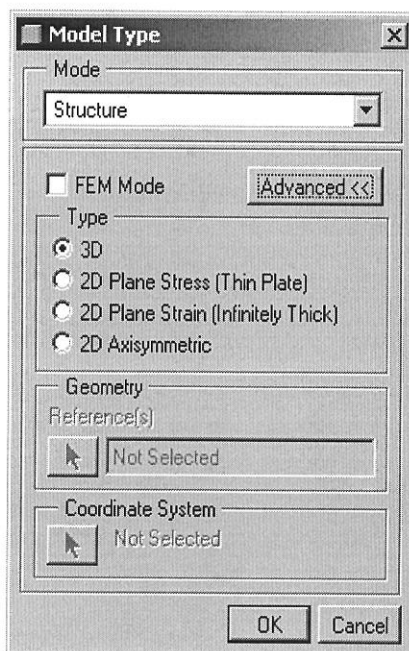 Model Type
Mode
Structure
FEM Mode
Advanced <<
Type
3D
2D Plane Stress (Thin Plate)
2D Plane Strain (Infinitely Thick)
2D Axisymmetric
Geometry
Reference(s)
Not Selected
Coordinate System
Not Selected
OK
Cancel